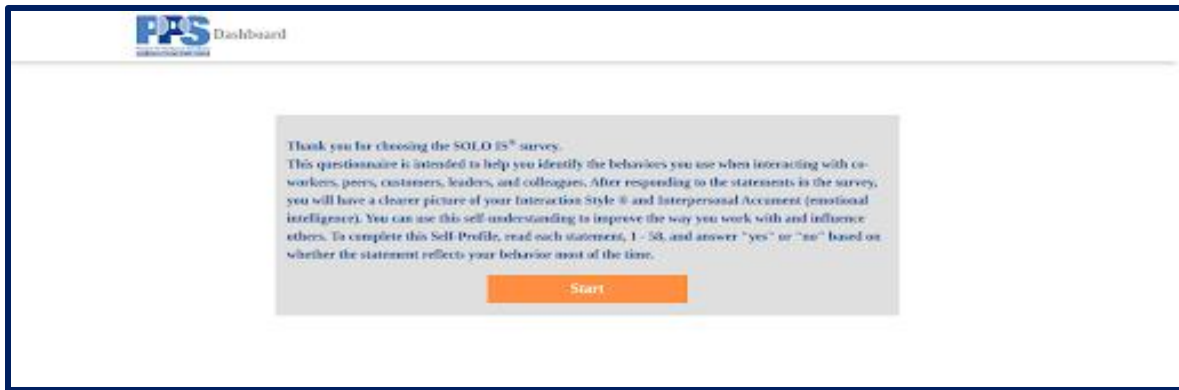 PPS Dashboard
Thank you for choosing the SOLO IS® survey.
This questionnaire is intended to help you identify the behaviors you use when interacting with co-
workers, peers, customers, leaders, and colleagues. After responding to the statements in the survey,
you will have a clearer picture of your Interaction Style ® and Interpersonal Accument (emotional
intelligence). You can use this self-understanding to improve the way you work with and influence
others. To complete this Self-Profile, read each statement, 1 - 58, and answer "yes" or "no" based on
whether the statement reflects your behavior most of the time.
Start